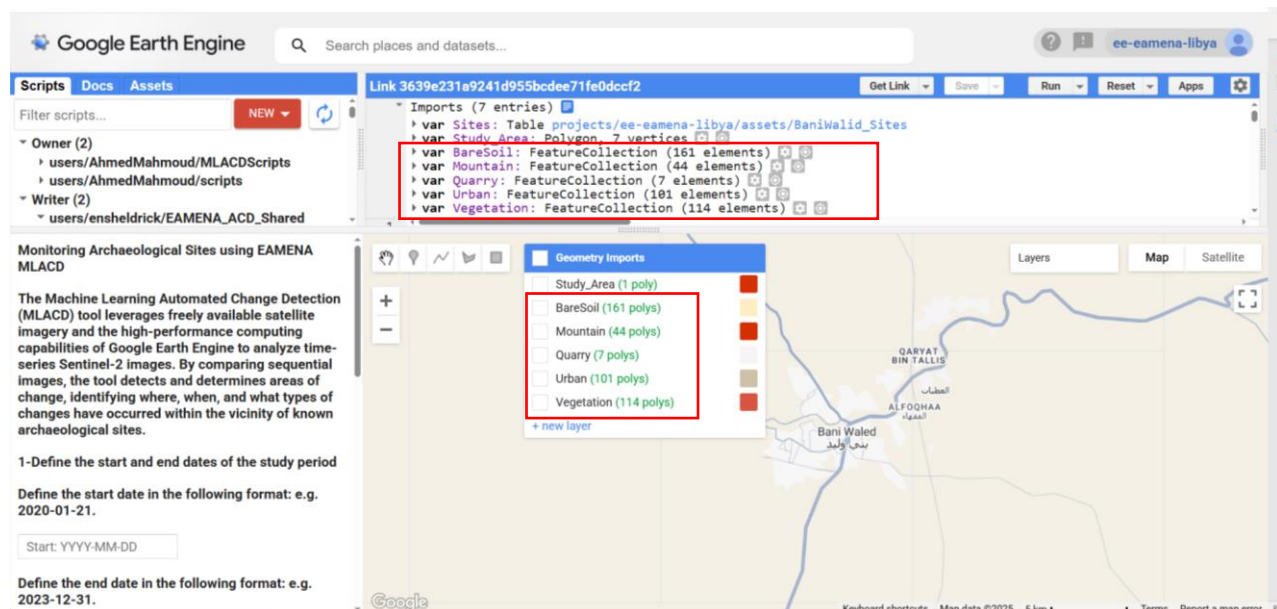 Google Earth Engine
Search places and datasets...
ee-eamena-libya
Scripts Docs Assets
Filter scripts...
NEW
Owner (2)
users/AhmedMahmoud/MLACDScripts
users/AhmedMahmoud/scripts
Writer (2)
users/ensheldrick/EAMENA_ACD_Shared
Link 3639e231a9241d955bcdee71fe0dccf2
Get Link Save Run Reset Apps
Imports (7 entries)
var Sites: Table projects/ee-eamena-libya/assets/BaniWalid_Sites
var Study_Area: Polygon, 7 vertices
var BareSoil: FeatureCollection (161 elements)
var Mountain: FeatureCollection (44 elements)
var Quarry: FeatureCollection (7 elements)
var Urban: FeatureCollection (101 elements)
var Vegetation: FeatureCollection (114 elements)
Monitoring Archaeological Sites using EAMENA
MLACD
The Machine Learning Automated Change Detection
(MLACD) tool leverages freely available satellite
imagery and the high-performance computing
capabilities of Google Earth Engine to analyze time-
series Sentinel-2 images. By comparing sequential
images, the tool detects and determines areas of
change, identifying where, when, and what types of
changes have occurred within the vicinity of known
archaeological sites.
1-Define the start and end dates of the study period
Define the start date in the following format: e.g.
2020-01-21.
Start: YYYY-MM-DD
Define the end date in the following format: e.g.
2023-12-31.
Geometry Imports
Study_Area (1 poly)
BareSoil (161 polys)
Mountain (44 polys)
Quarry (7 polys)
Urban (101 polys)
Vegetation (114 polys)
+ new layer
Layers
Map Satellite
QARYAT
BIN TALLIS
ALFOQHAA
الفقهاء
Bani Waled
بني وليد
Google
Keyboard shortcuts Map data ©2025 5 km Terms Report a map error